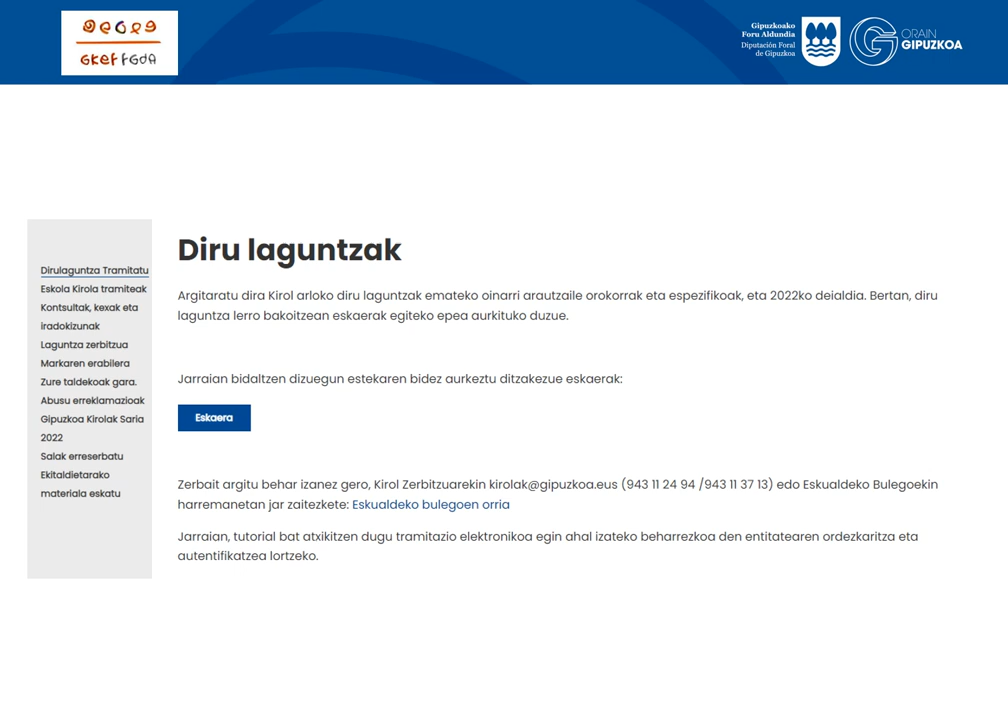 GKEF FGDA
Gipuzkoako
Foru Aldundia
Diputación Foral
de Gipuzkoa
ORAIN
GIPUZKOA
Dirulaguntza Tramitatu
Eskola Kirola tramiteak
Kontsultak, kexak eta
iradokizunak
Laguntza zerbitzua
Markaren erabilera
Zure taldekoak gara.
Abusu erreklamazioak
Gipuzkoa Kirolak Saria
2022
Salak erreserbatu
Ekitaldietarako
materiala eskatu
Diru laguntzak
Argitaratu dira Kirol arloko diru laguntzak emateko oinarri arautzaile orokorrak eta espezifikoak, eta 2022ko deialdia. Bertan, diru
laguntza lerro bakoitzean eskaerak egiteko epea aurkituko duzue.
Jarraian bidaltzen dizuegun estekaren bidez aurkeztu ditzakezue eskaerak:
Eskaera
Zerbait argitu behar izanez gero, Kirol Zerbitzuarekin kirolak@gipuzkoa.eus (943 11 24 94 /943 11 37 13) edo Eskualdeko Bulegoekin
harremanetan jar zaitezkete: Eskualdeko bulegoen orria
Jarraian, tutorial bat atxikitzen dugu tramitazio elektronikoa egin ahal izateko beharrezkoa den entitatearen ordezkaritza eta
autentifikatzea lortzeko.